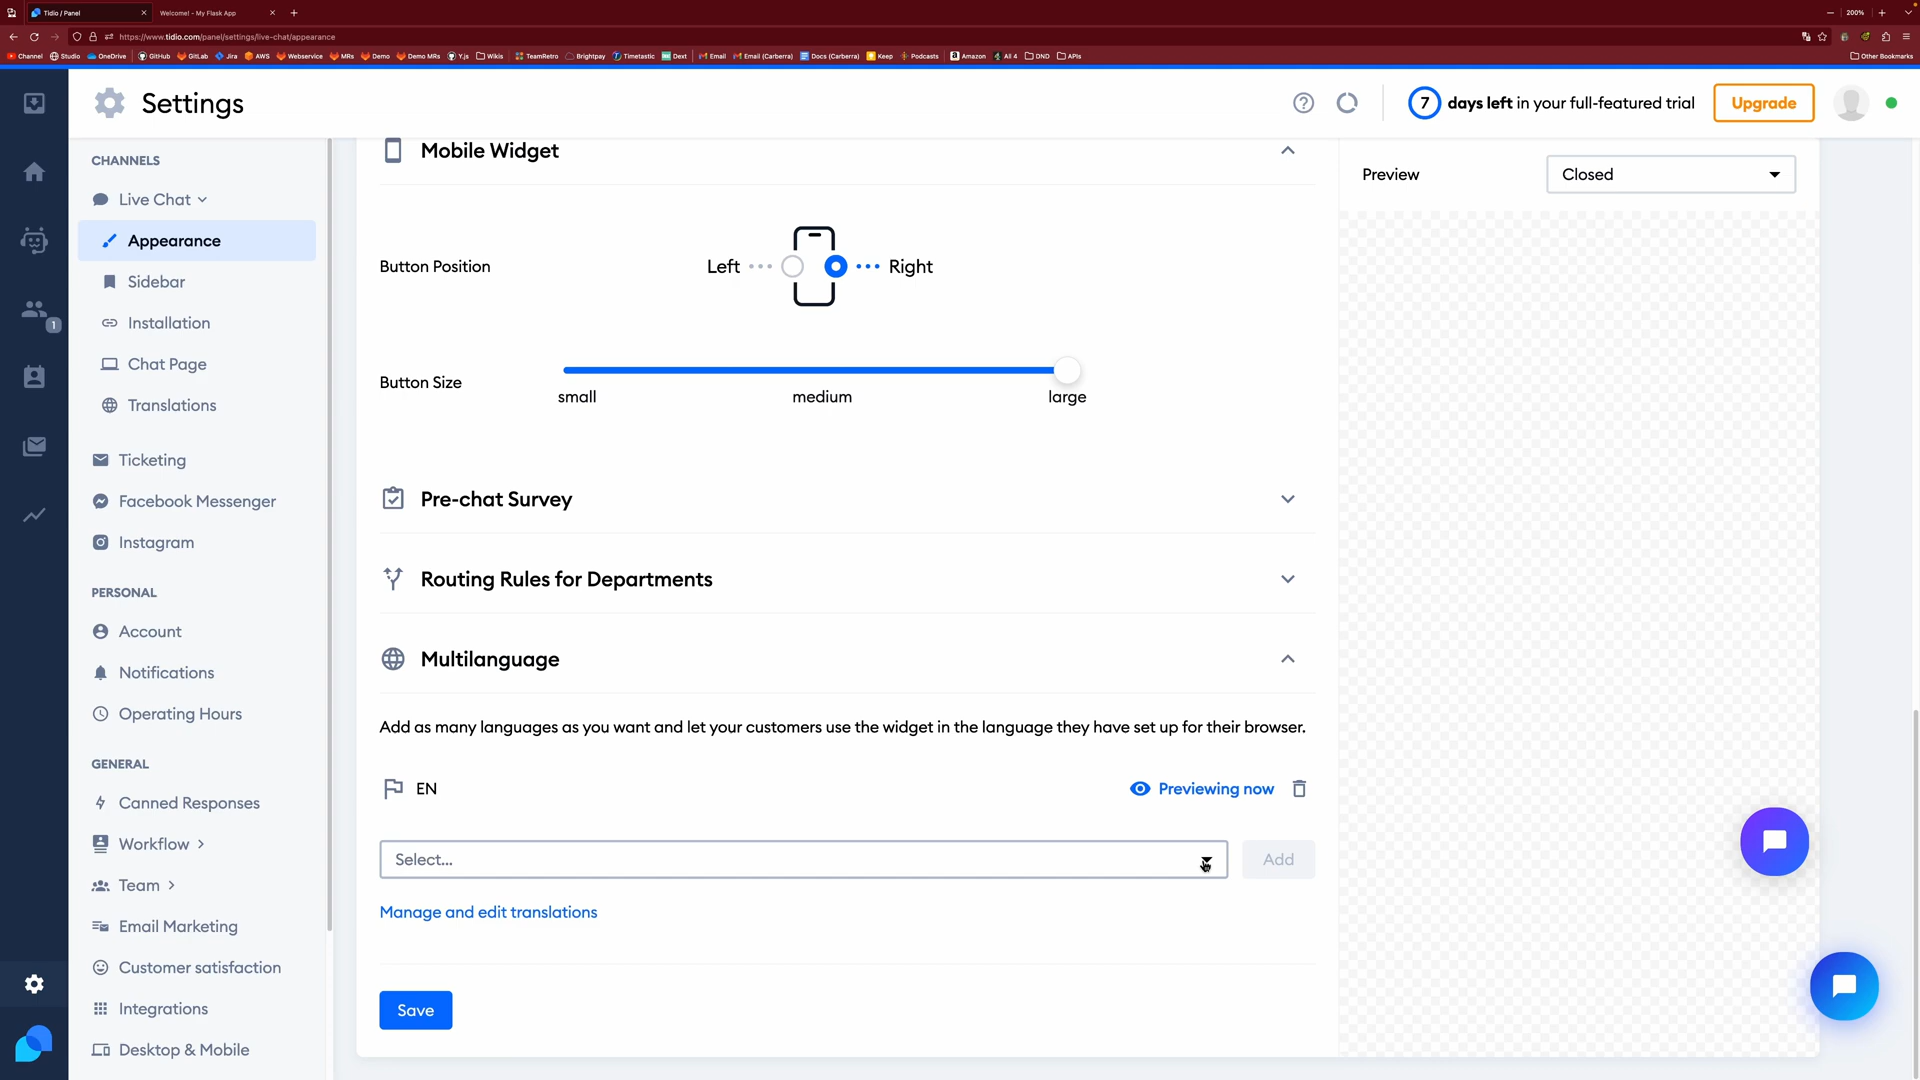 Tidio / Panel
Welcome! - My Flask App
200%
https://www.tidio.com/panel/settings/live-chat/appearance
Channel Studio OneDrive GitHub GitLab Jira AWS Webservice MRs Demo Demo MRs Y.js Wikis TeamRetro Brightpay Timetastic Dext Email Email (Carberra) Docs (Carberra) Keep Podcasts Amazon All 4 DND APIs Other Bookmarks
Settings
7 days left in your full-featured trial
Upgrade
CHANNELS
Live Chat
Appearance
Sidebar
Installation
Chat Page
Translations
Ticketing
Facebook Messenger
Instagram
PERSONAL
Account
Notifications
Operating Hours
GENERAL
Canned Responses
Workflow
Team
Email Marketing
Customer satisfaction
Integrations
Desktop & Mobile
1
Mobile Widget
Button Position
Left
Right
Button Size
small
medium
large
Pre-chat Survey
Routing Rules for Departments
Multilanguage
Add as many languages as you want and let your customers use the widget in the language they have set up for their browser.
EN
Previewing now
Select...
Add
Manage and edit translations
Save
Preview
Closed